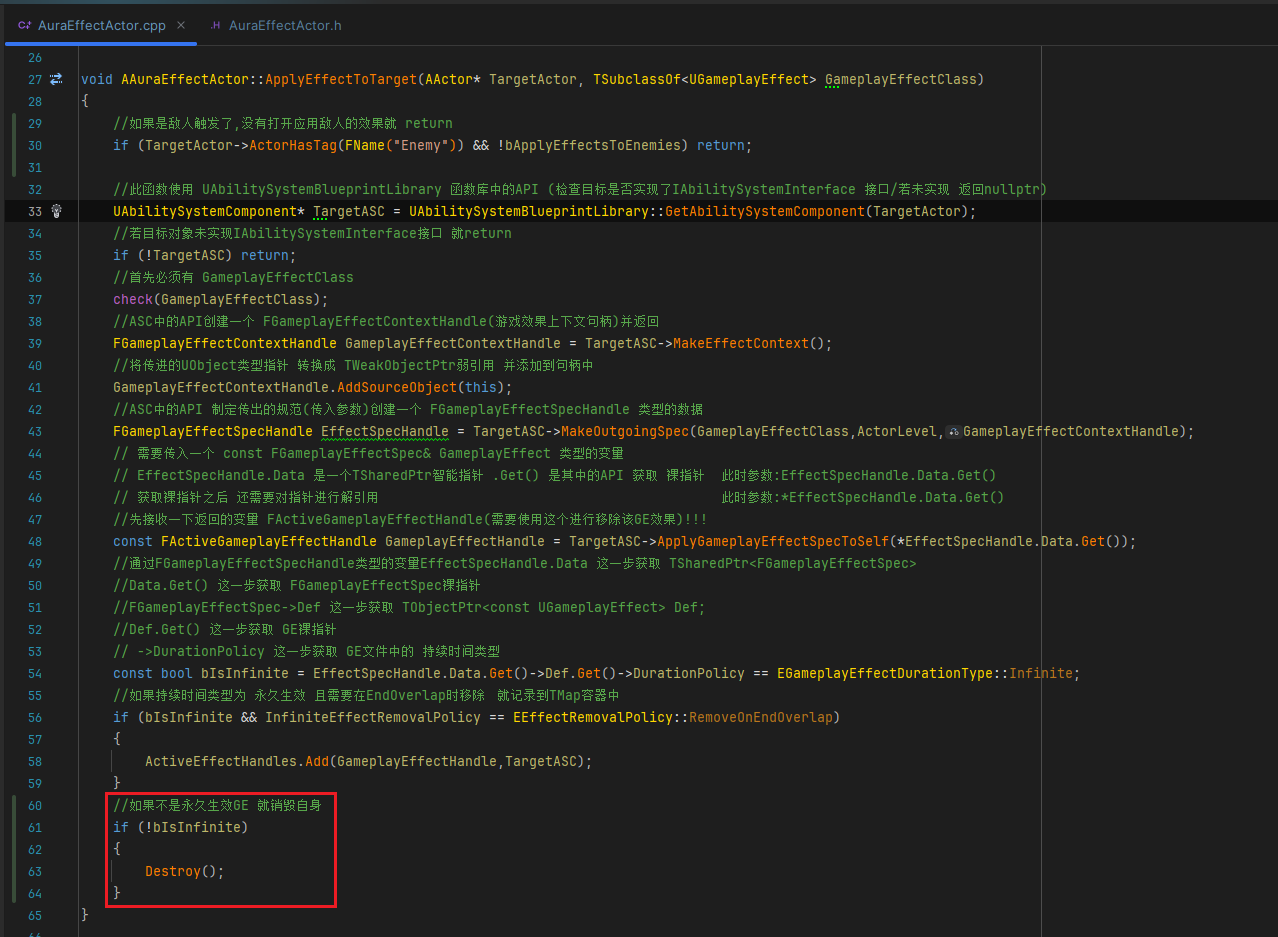 AuraEffectActor.cpp × .H AuraEffectActor.h
26
27 void AAuraEffectActor::ApplyEffectToTarget(AActor* TargetActor, TSubclassOf<UGameplayEffect> GameplayEffectClass)
28 {
29 //如果是敌人触发了,没有打开应用敌人的效果就 return
30 if (TargetActor->ActorHasTag(FName("Enemy")) && !bApplyEffectsToEnemies) return;
31
32 //此函数使用 UAbilitySystemBlueprintLibrary 函数库中的API (检查目标是否实现了IAbilitySystemInterface 接口/若未实现 返回nullptr)
33 UAbilitySystemComponent* TargetASC = UAbilitySystemBlueprintLibrary::GetAbilitySystemComponent(TargetActor);
34 //若目标对象未实现IAbilitySystemInterface接口 就return
35 if (!TargetASC) return;
36 //首先必须有 GameplayEffectClass
37 check(GameplayEffectClass);
38 //ASC中的API创建一个 FGameplayEffectContextHandle(游戏效果上下文句柄)并返回
39 FGameplayEffectContextHandle GameplayEffectContextHandle = TargetASC->MakeEffectContext();
40 //将传进的UObject类型指针 转换成 TWeakObjectPtr弱引用 并添加到句柄中
41 GameplayEffectContextHandle.AddSourceObject(this);
42 //ASC中的API 制定传出的规范(传入参数)创建一个 FGameplayEffectSpecHandle 类型的数据
43 FGameplayEffectSpecHandle EffectSpecHandle = TargetASC->MakeOutgoingSpec(GameplayEffectClass,ActorLevel,GameplayEffectContextHandle);
44 // 需要传入一个 const FGameplayEffectSpec& GameplayEffect 类型的变量
45 // EffectSpecHandle.Data 是一个TSharedPtr智能指针 .Get() 是其中的API 获取 裸指针 此时参数:EffectSpecHandle.Data.Get()
46 // 获取裸指针之后 还需要对指针进行解引用 此时参数:*EffectSpecHandle.Data.Get()
47 //先接收一下返回的变量 FActiveGameplayEffectHandle(需要使用这个进行移除该GE效果)!!!
48 const FActiveGameplayEffectHandle GameplayEffectHandle = TargetASC->ApplyGameplayEffectSpecToSelf(*EffectSpecHandle.Data.Get());
49 //通过FGameplayEffectSpecHandle类型的变量EffectSpecHandle.Data 这一步获取 TSharedPtr<FGameplayEffectSpec>
50 //Data.Get() 这一步获取 FGameplayEffectSpec裸指针
51 //FGameplayEffectSpec->Def 这一步获取 TObjectPtr<const UGameplayEffect> Def;
52 //Def.Get() 这一步获取 GE裸指针
53 // ->DurationPolicy 这一步获取 GE文件中的 持续时间类型
54 const bool bIsInfinite = EffectSpecHandle.Data.Get()->Def.Get()->DurationPolicy == EGameplayEffectDurationType::Infinite;
55 //如果持续时间类型为 永久生效 且需要在EndOverlap时移除 就记录到TMap容器中
56 if (bIsInfinite && InfiniteEffectRemovalPolicy == EEffectRemovalPolicy::RemoveOnEndOverlap)
57 {
58 ActiveEffectHandles.Add(GameplayEffectHandle,TargetASC);
59 }
60 //如果不是永久生效GE 就销毁自身
61 if (!bIsInfinite)
62 {
63 Destroy();
64 }
65 }
66